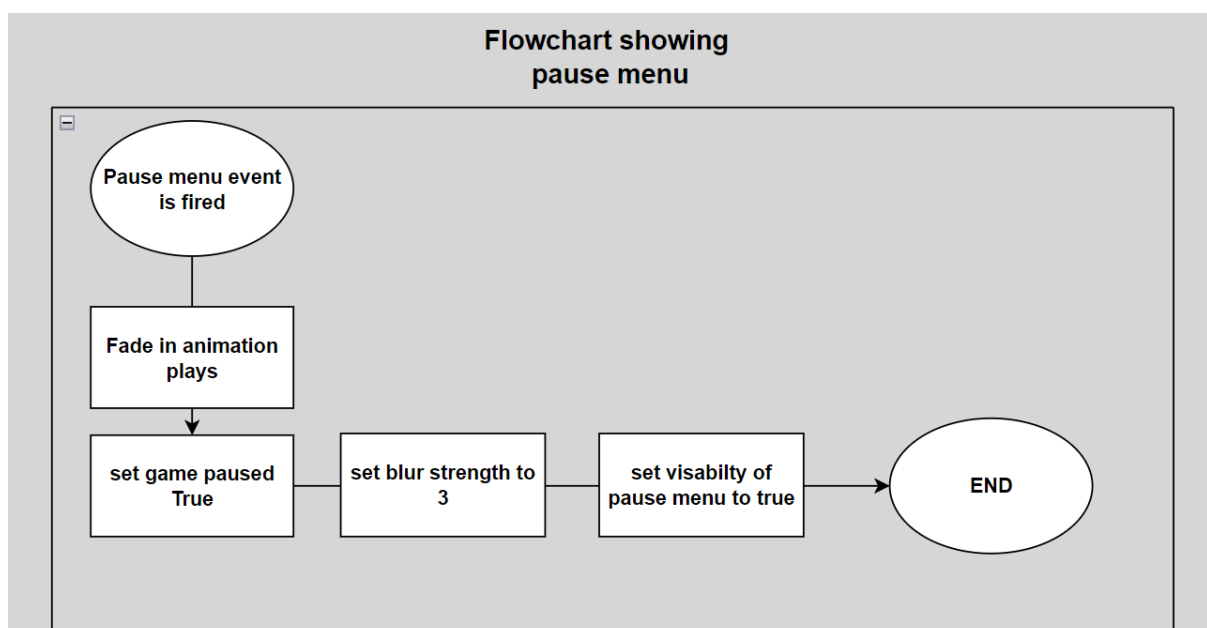 Flowchart showing
pause menu
Pause menu event
is fired
Fade in animation
plays
set game paused
True
set blur strength to
3
set visabilty of
pause menu to true
END